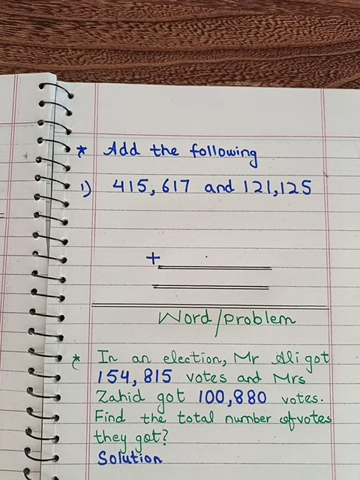 * Add the following
1) 415,617 and 121,125
+
Word/Problem
* In an election, Mr Ali got
154,815 votes and Mrs
Zahid got 100,880 votes.
Find the total number of votes
they got?
Solution